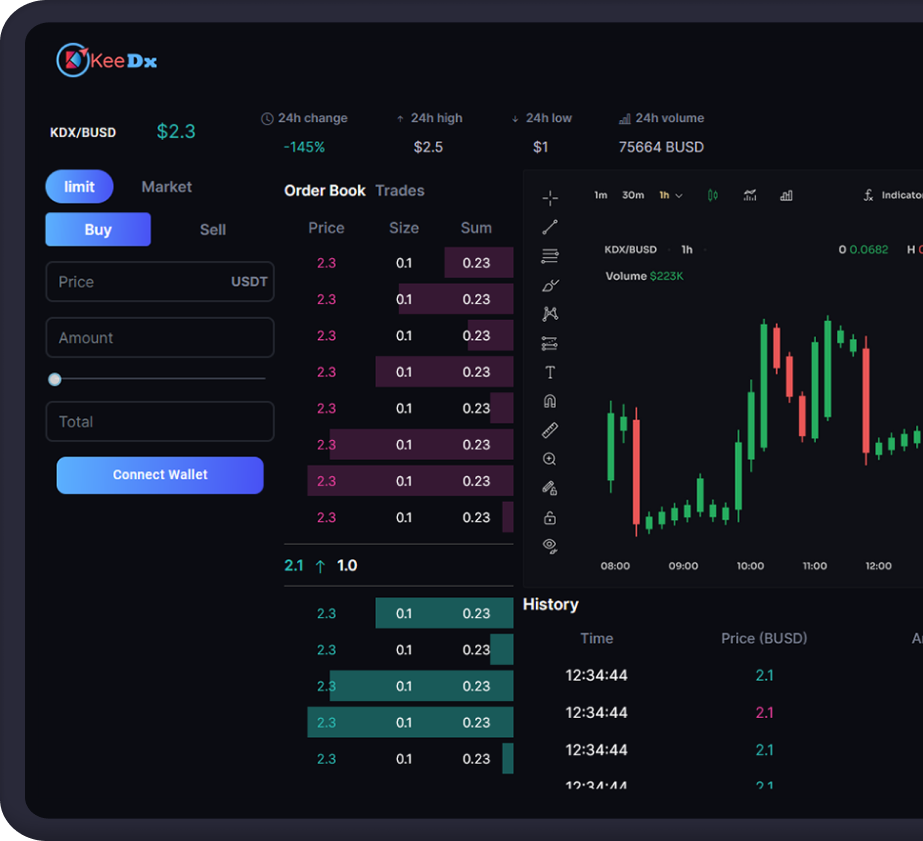 KeeDx
KDX/BUSD $2.3
24h change 24h high 24h low 24h volume
-145% $2.5 $1 75664 BUSD
limit Market
Buy Sell
Price USDT
Amount
Total
Connect Wallet
Order Book Trades
Price Size Sum
2.3 0.1 0.23
2.3 0.1 0.23
2.3 0.1 0.23
2.3 0.1 0.23
2.3 0.1 0.23
2.3 0.1 0.23
2.3 0.1 0.23
2.3 0.1 0.23
2.1 ↑ 1.0
2.3 0.1 0.23
2.3 0.1 0.23
2.3 0.1 0.23
2.3 0.1 0.23
2.3 0.1 0.23
1m 30m 1h Indicator
KDX/BUSD 1h O 0.0682 H
Volume $223K
08:00 09:00 10:00 11:00 12:00
History
Time Price (BUSD)
12:34:44 2.1
12:34:44 2.1
12:34:44 2.1
12:34:44 2.1